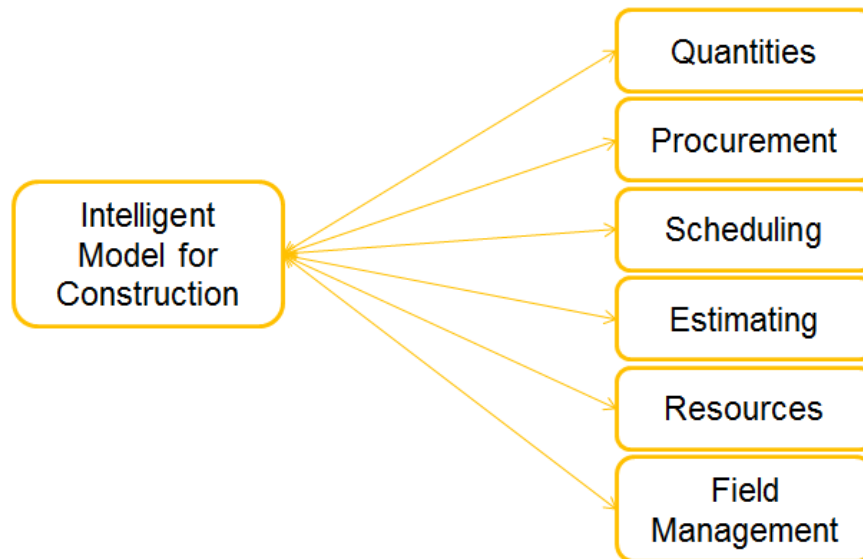 Intelligent
Model for
Construction
Quantities
Procurement
Scheduling
Estimating
Resources
Field
Management